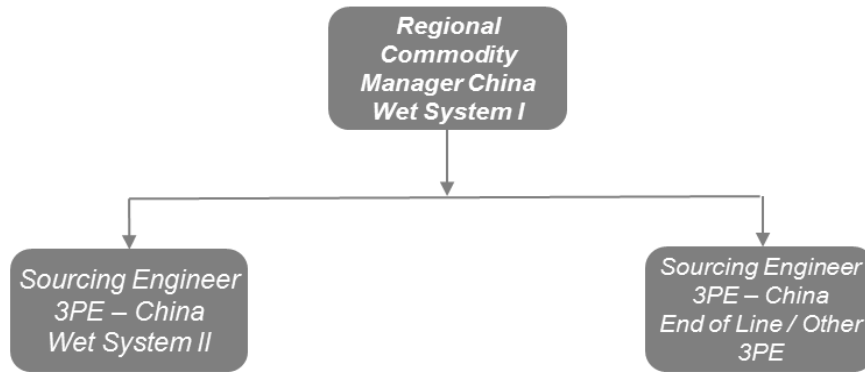 Regional
Commodity
Manager China
Wet System I
Sourcing Engineer
3PE – China
Wet System II
Sourcing Engineer
3PE – China
End of Line / Other
3PE